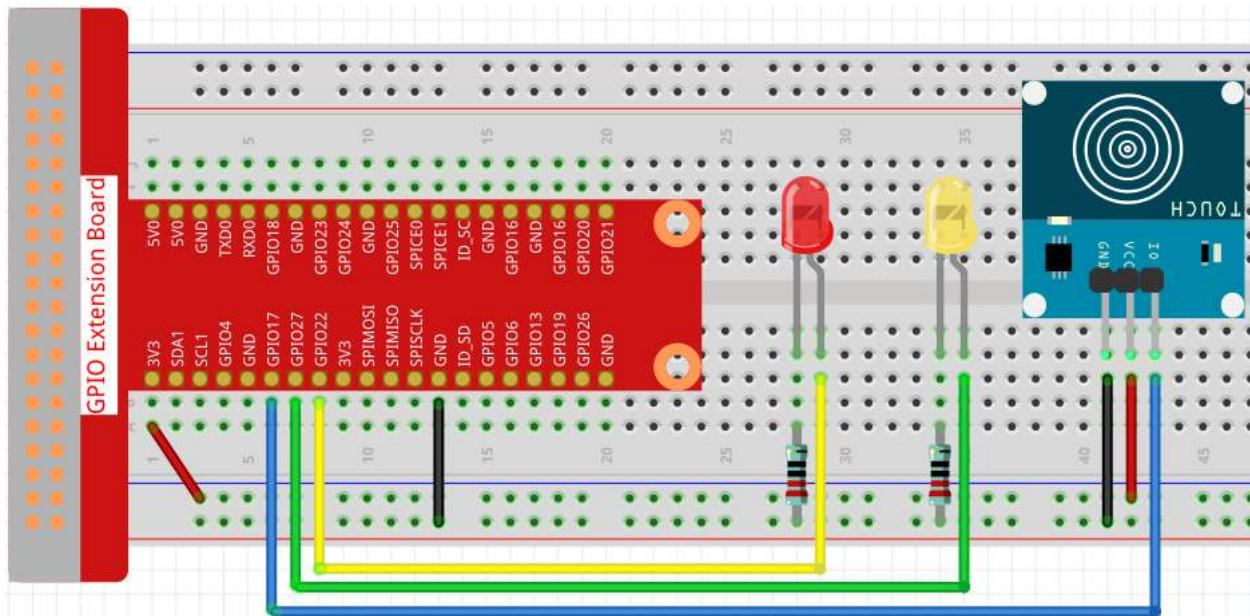 GPIO Extension Board
1 5 10 15 20 25 30 35
5V0
5V0
GND
TXD0
RXD0
GPIO18
GND
GPIO23
GPIO24
GND
GPIO25
SPICE0
SPICE1
ID_SC
GND
GPIO16
GND
GPIO16
GPIO20
GPIO21
TOUCH
GND
VCC
IO
3V3
SDA1
SCL1
GPIO4
GND
GPIO17
GPIO27
GPIO22
3V3
SPIMOSI
SPIMISO
SPISCLK
GND
ID_SD
GPIO5
GPIO6
GPIO13
GPIO19
GPIO26
GND
1 5 10 15 20 25 30 40 45